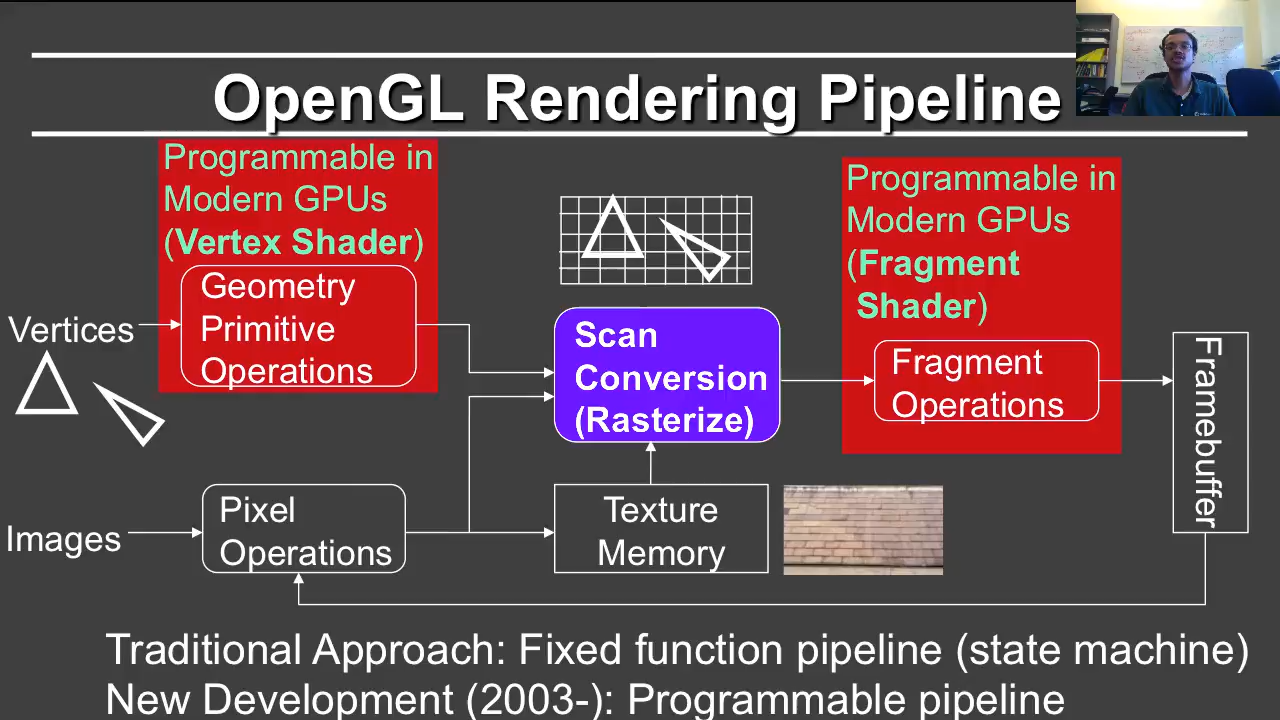 OpenGL Rendering Pipeline
Programmable in
Modern GPUs
(Vertex Shader)
Geometry
Primitive
Operations
Vertices
Scan
Conversion
(Rasterize)
Programmable in
Modern GPUs
(Fragment
Shader)
Fragment
Operations
Framebuffer
Images
Pixel
Operations
Texture
Memory
Traditional Approach: Fixed function pipeline (state machine)
New Development (2003-): Programmable pipeline